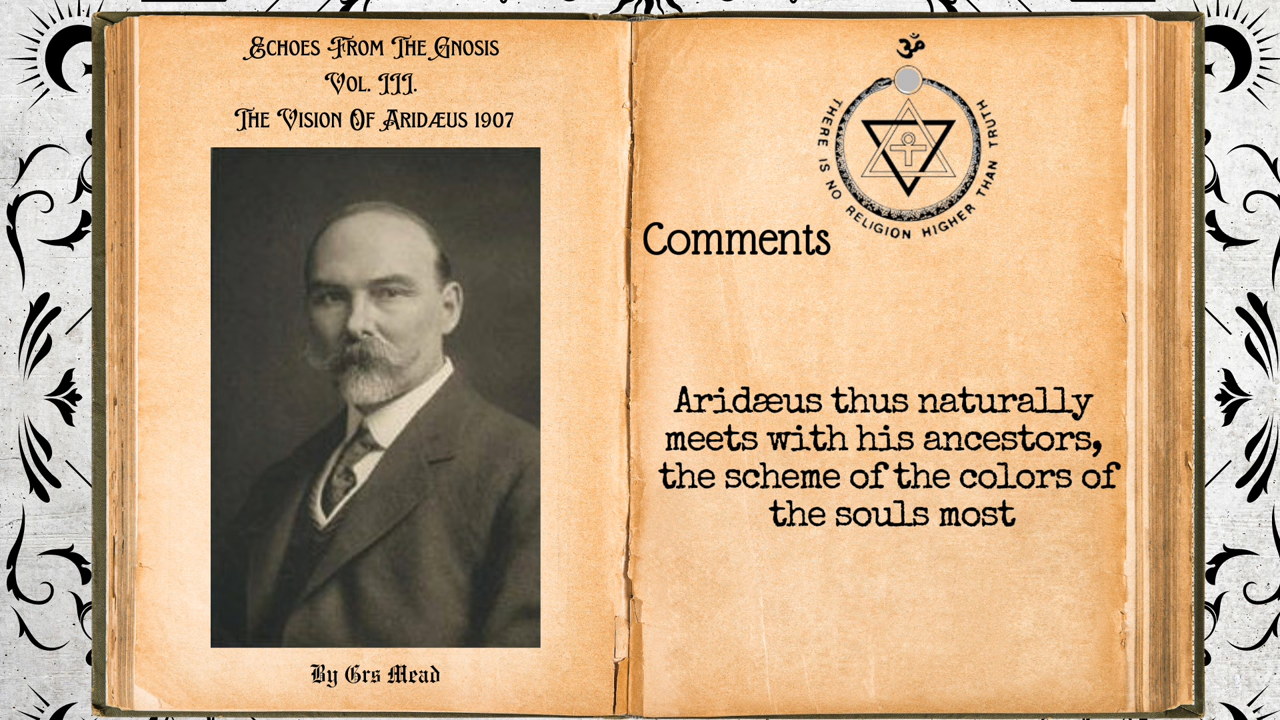 Echoes From The Gnosis
Vol. III.
The Vision Of Aridæus 1907
By Grs Mead
ॐ
THERE IS NO RELIGION HIGHER THAN TRUTH
Comments
Aridæus thus naturally
meets with his ancestors,
the scheme of the colors of
the souls most